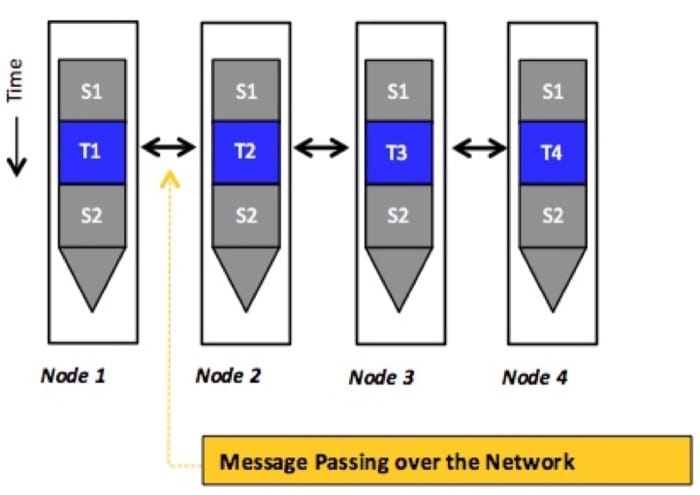 Time
S1
S1
S1
S1
T1
T2
T3
T4
S2
S2
S2
S2
Node 1
Node 2
Node 3
Node 4
Message Passing over the Network